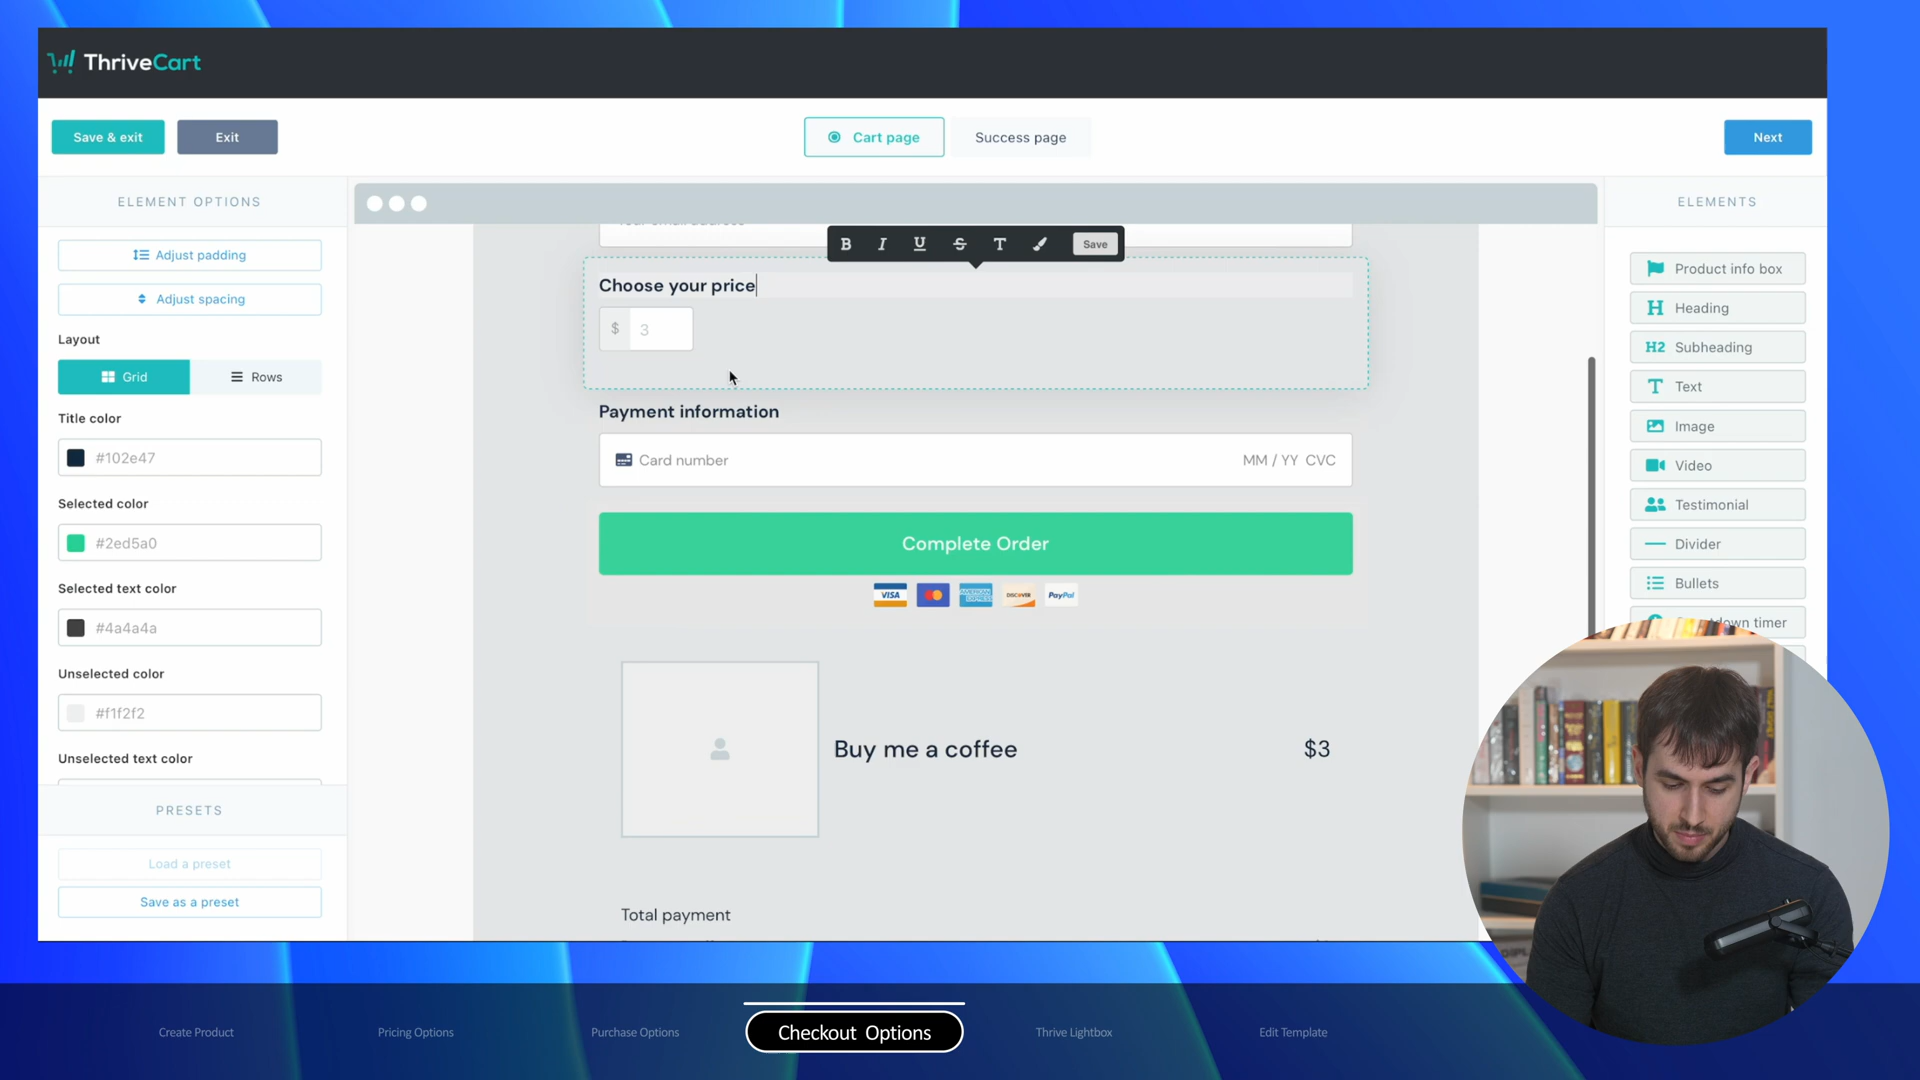 ThriveCart
Save & exit
Exit
Cart page
Success page
Next
ELEMENT OPTIONS
Adjust padding
Adjust spacing
Layout
Grid
Rows
Title color
#102e47
Selected color
#2ed5a0
Selected text color
#4a4a4a
Unselected color
#f1f2f2
Unselected text color
PRESETS
Load a preset
Save as a preset
B I U S T
Save
Choose your price
$ 3
Payment information
Card number
MM / YY CVC
Complete Order
VISA
AMERICAN EXPRESS
DISCOVER
PayPal
Buy me a coffee
$3
Total payment
ELEMENTS
Product info box
H Heading
H2 Subheading
T Text
Image
Video
Testimonial
Divider
Bullets
timer
Create Product
Pricing Options
Purchase Options
Checkout Options
Thrive Lightbox
Edit Template